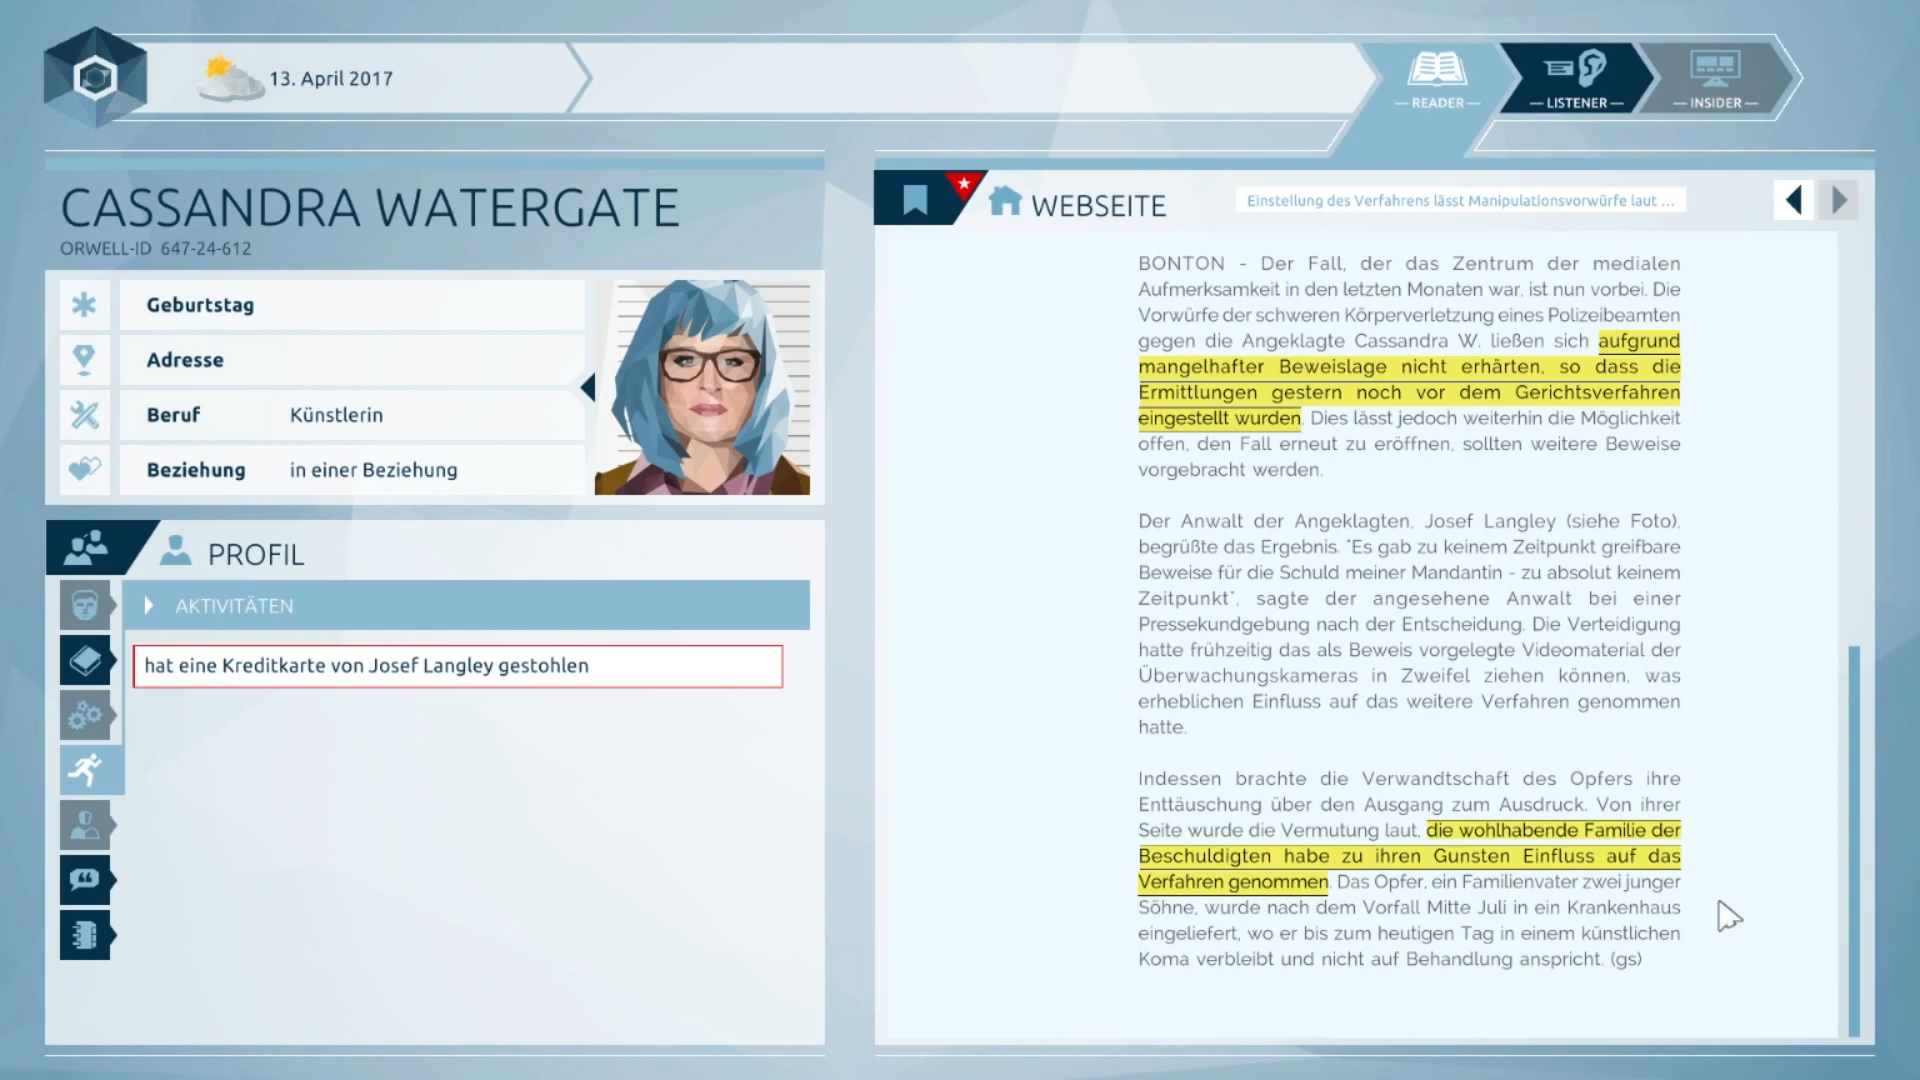 13. April 2017
READER
LISTENER
INSIDER
CASSANDRA WATERGATE
ORWELL-ID 647-24-612
Geburtstag
Adresse
Beruf Künstlerin
Beziehung in einer Beziehung
PROFIL
AKTIVITÄTEN
hat eine Kreditkarte von Josef Langley gestohlen
WEBSEITE
Einstellung des Verfahrens lässt Manipulationsvorwürfe laut ...
BONTON - Der Fall, der das Zentrum der medialen
Aufmerksamkeit in den letzten Monaten war, ist nun vorbei. Die
Vorwürfe der schweren Körperverletzung eines Polizeibeamten
gegen die Angeklagte Cassandra W. ließen sich aufgrund
mangelhafter Beweislage nicht erhärten, so dass die
Ermittlungen gestern noch vor dem Gerichtsverfahren
eingestellt wurden. Dies lässt jedoch weiterhin die Möglichkeit
offen, den Fall erneut zu eröffnen, sollten weitere Beweise
vorgebracht werden.
Der Anwalt der Angeklagten, Josef Langley (siehe Foto),
begrüßte das Ergebnis. "Es gab zu keinem Zeitpunkt greifbare
Beweise für die Schuld meiner Mandantin - zu absolut keinem
Zeitpunkt", sagte der angesehene Anwalt bei einer
Pressekundgebung nach der Entscheidung. Die Verteidigung
hatte frühzeitig das als Beweis vorgelegte Videomaterial der
Überwachungskameras in Zweifel ziehen können, was
erheblichen Einfluss auf das weitere Verfahren genommen
hatte.
Indessen brachte die Verwandtschaft des Opfers ihre
Enttäuschung über den Ausgang zum Ausdruck. Von ihrer
Seite wurde die Vermutung laut, die wohlhabende Familie der
Beschuldigten habe zu ihren Gunsten Einfluss auf das
Verfahren genommen. Das Opfer, ein Familienvater zwei junger
Söhne, wurde nach dem Vorfall Mitte Juli in ein Krankenhaus
eingeliefert, wo er bis zum heutigen Tag in einem künstlichen
Koma verbleibt und nicht auf Behandlung anspricht. (gs)